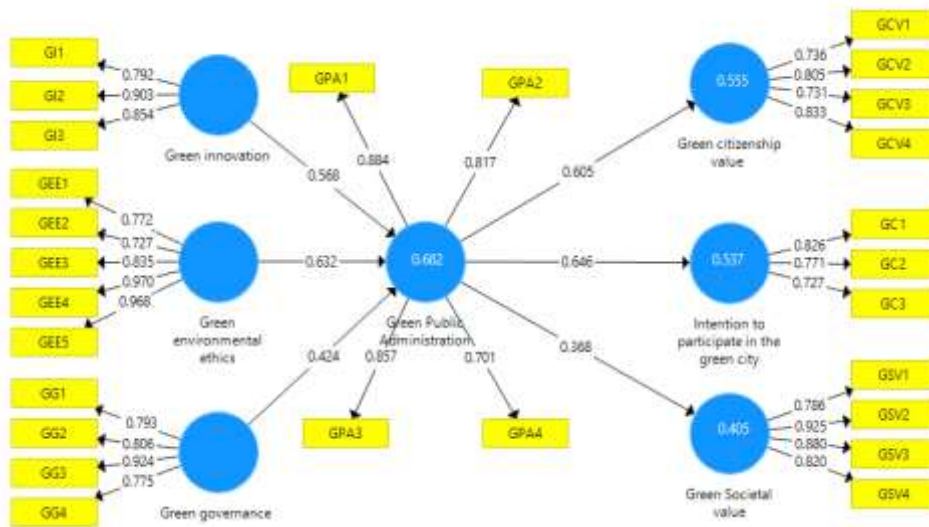 GI1
GI2
GI3
0.792
0.903
0.854
Green innovation
0.568
GPA1
0.884
GPA2
0.817
0.555
Green citizenship
value
0.605
0.736
0.805
0.731
0.833
GCV1
GCV2
GCV3
GCV4
GEE1
GEE2
GEE3
GEE4
GEE5
0.772
0.727
0.835
0.970
0.968
Green
environmental
ethics
0.632
0.662
Green Public
Administration
0.646
0.537
Intention to
participate in the
green city
0.826
0.771
0.727
GC1
GC2
GC3
GG1
GG2
GG3
GG4
0.793
0.806
0.924
0.775
Green governance
0.424
0.857
GPA3
0.701
GPA4
0.368
0.405
Green Societal
value
0.786
0.925
0.880
0.820
GSV1
GSV2
GSV3
GSV4